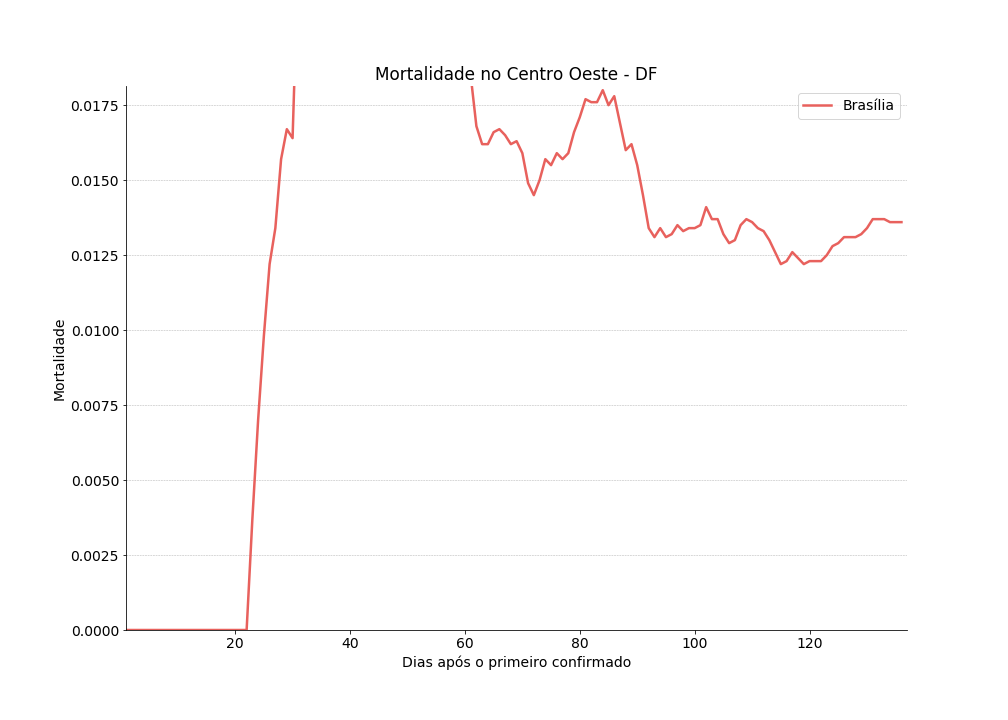 Mortalidade no Centro Oeste - DF
Brasília
0.0175
0.0150
0.0125
0.0100
0.0075
0.0050
0.0025
0.0000
Mortalidade
20 40 60 80 100 120
Dias após o primeiro confirmado